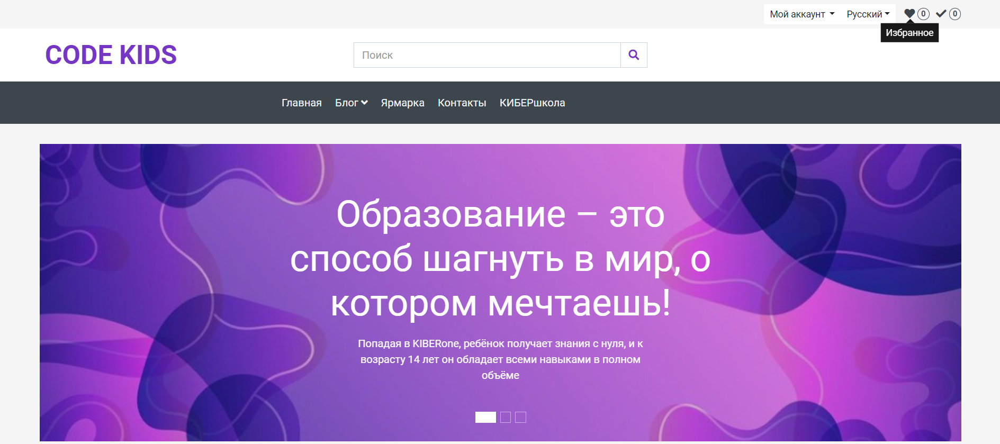 Мой аккаунт Русский 0 0
Избранное
CODE KIDS
Поиск
Главная Блог Ярмарка Контакты КИБЕРшкола
Образование – это
способ шагнуть в мир, о
котором мечтаешь!
Попадая в KIBERone, ребёнок получает знания с нуля, и к
возрасту 14 лет он обладает всеми навыками в полном
объёме